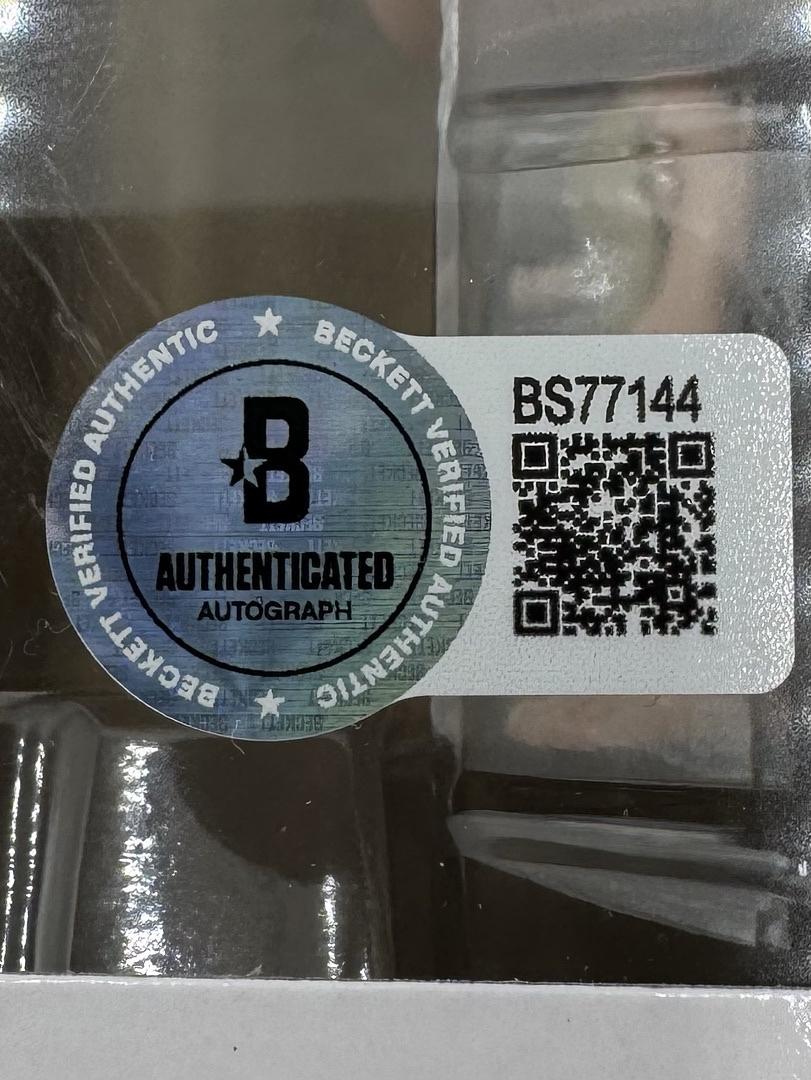 BECKETT VERIFIED AUTHENTIC
BECKETT VERIFIED AUTHENTIC
B
AUTHENTICATED
AUTOGRAPH
BS77144